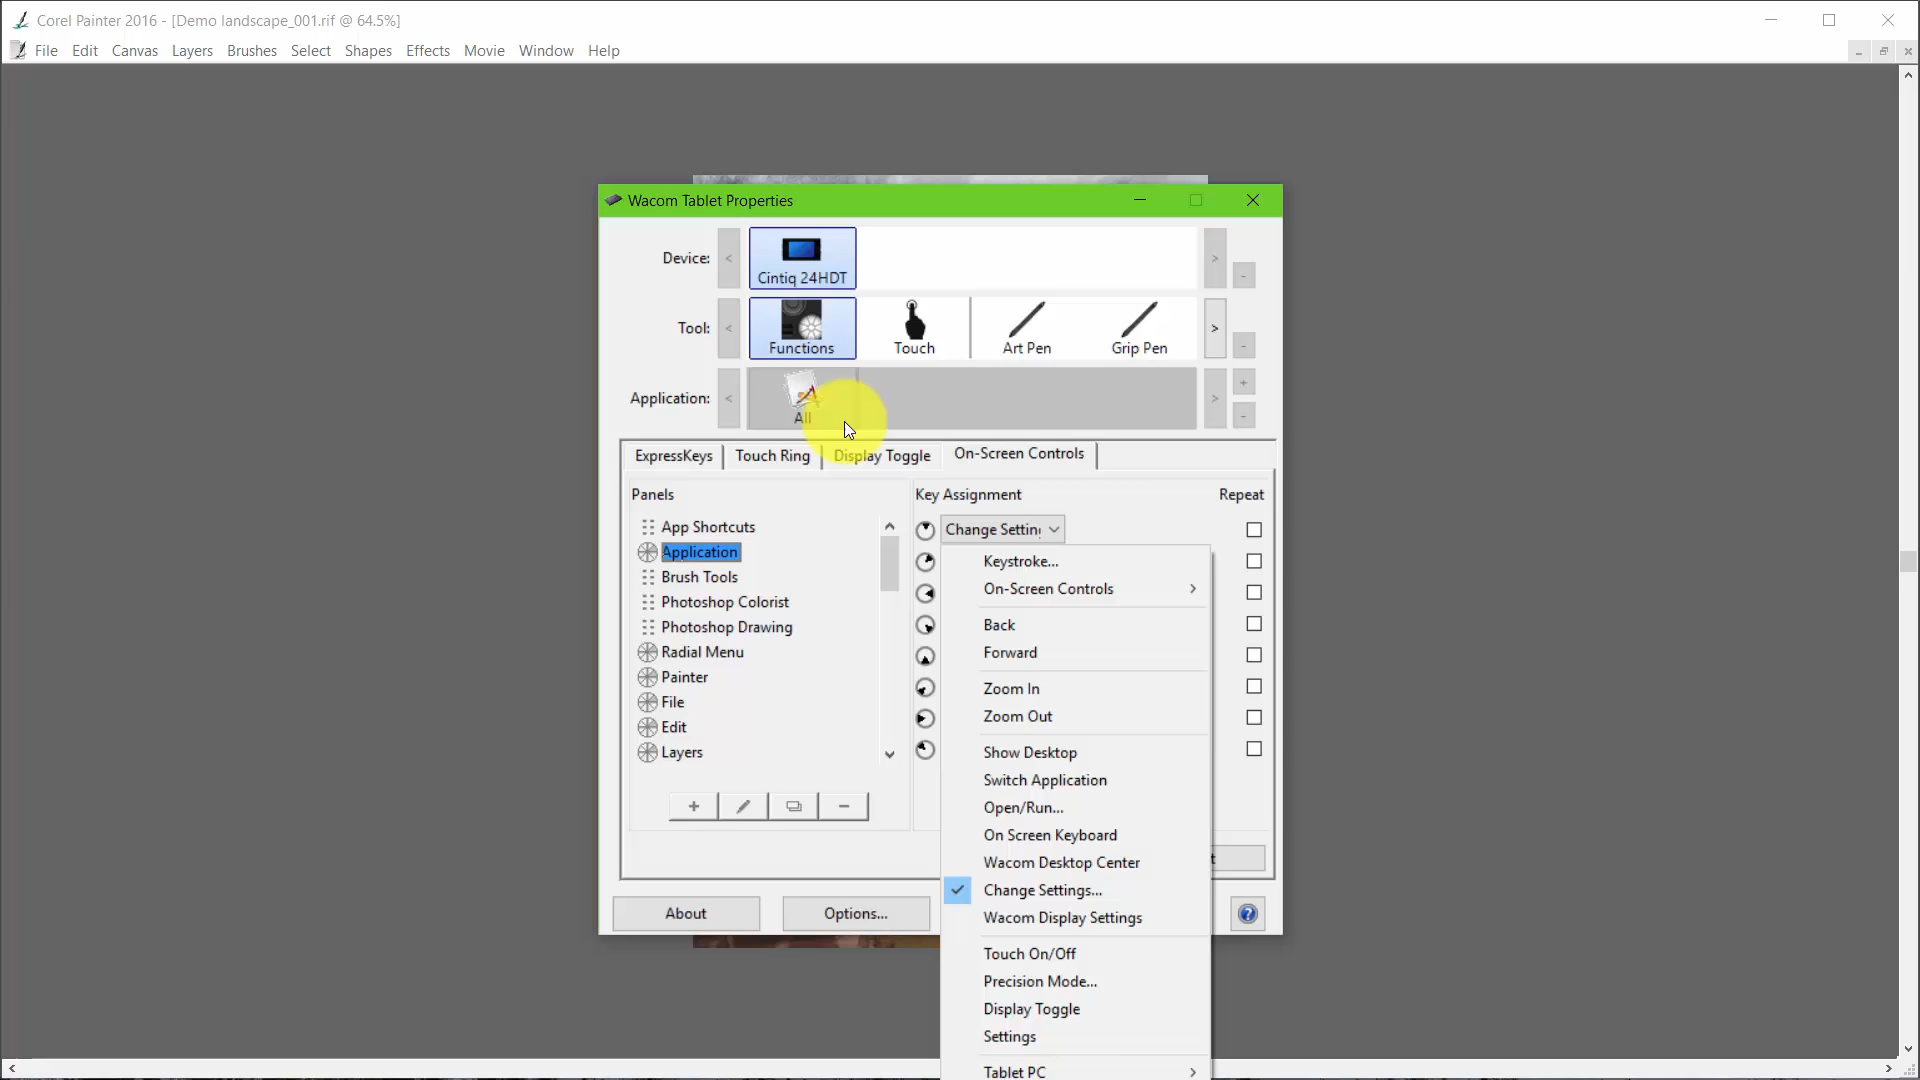 Corel Painter 2016 - [Demo landscape_001.rif @ 64.5%]
File Edit Canvas Layers Brushes Select Shapes Effects Movie Window Help
Wacom Tablet Properties
Device:
Cintiq 24HDT
Tool:
Functions
Touch
Art Pen
Grip Pen
Application:
All
ExpressKeys
Touch Ring
Display Toggle
On-Screen Controls
Panels
App Shortcuts
Application
Brush Tools
Photoshop Colorist
Photoshop Drawing
Radial Menu
Painter
File
Edit
Layers
Key Assignment
Repeat
Change Settin
Keystroke...
On-Screen Controls
Back
Forward
Zoom In
Zoom Out
Show Desktop
Switch Application
Open/Run...
On Screen Keyboard
Wacom Desktop Center
Change Settings...
Wacom Display Settings
Touch On/Off
Precision Mode...
Display Toggle
Settings
Tablet PC
About
Options...